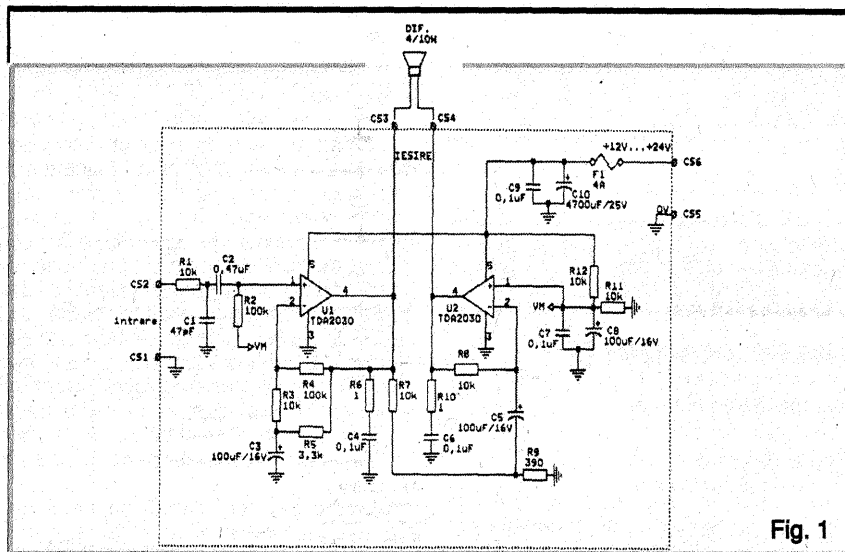 DIF.
4/10W
CS3
CS4
IESIRE
+12V...+24V
CS6
F1
4A
C9
0,1uF
C10
4700uF/25V
0V
CS5
R1
10k
C2
0,47uF
CS2
R2
100k
C1
47pF
intrare
VM
CS1
1
2
3
4
5
U1
TDA2030
4
5
1
2
3
U2
TDA2030
R12
10k
R11
10k
VM
C7
0,1uF
C8
100uF/16V
R3
10k
R4
100k
R5
3,3k
C3
100uF/16V
R6
1
C4
0,1uF
R7
10k
R8
10k
R10
1
C6
0,1uF
C5
100uF/16V
R9
390
Fig. 1